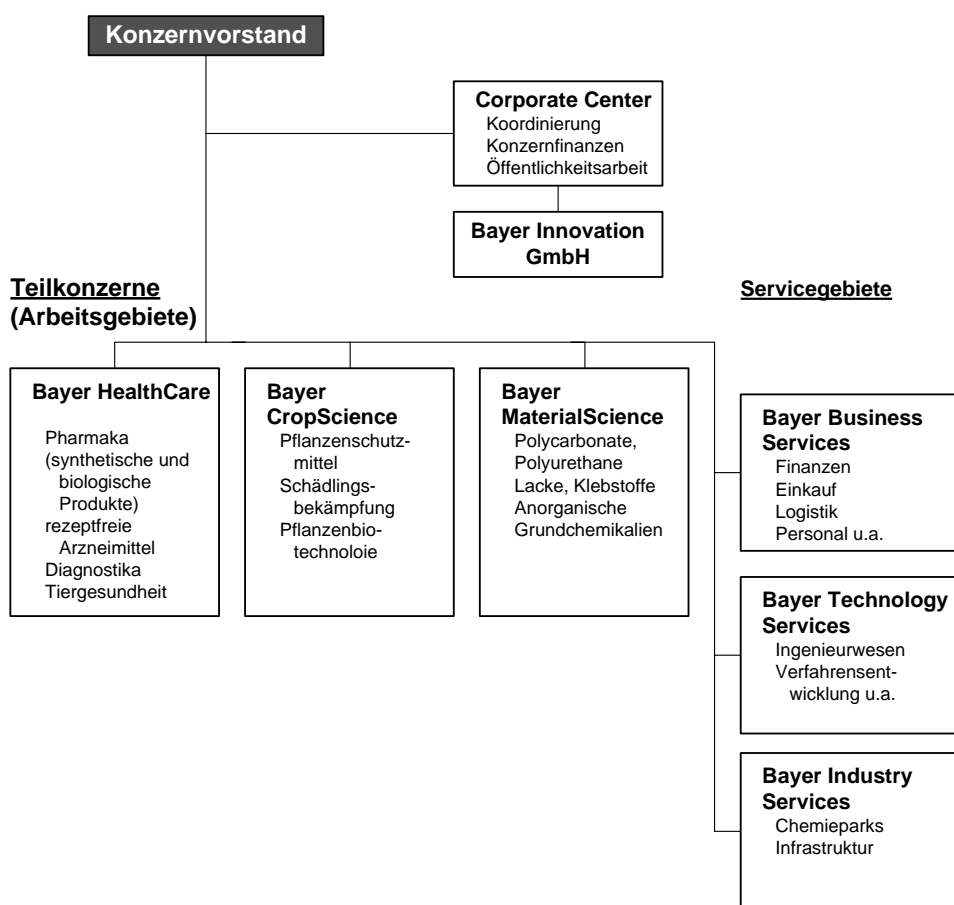 Konzernvorstand
Corporate Center
Koordinierung
Konzernfinanzen
Öffentlichkeitsarbeit
Bayer Innovation
GmbH
Teilkonzerne
(Arbeitsgebiete)
Servicegebiete
Bayer HealthCare
Pharmaka
(synthetische und
biologische
Produkte)
rezeptfreie
Arzneimittel
Diagnostika
Tiergesundheit
Bayer
CropScience
Pflanzenschutz-
mittel
Schädlings-
bekämpfung
Pflanzenbio-
technoloie
Bayer
MaterialScience
Polycarbonate,
Polyurethane
Lacke, Klebstoffe
Anorganische
Grundchemikalien
Bayer Business
Services
Finanzen
Einkauf
Logistik
Personal u.a.
Bayer Technology
Services
Ingenieurwesen
Verfahrensent-
wicklung u.a.
Bayer Industry
Services
Chemieparks
Infrastruktur